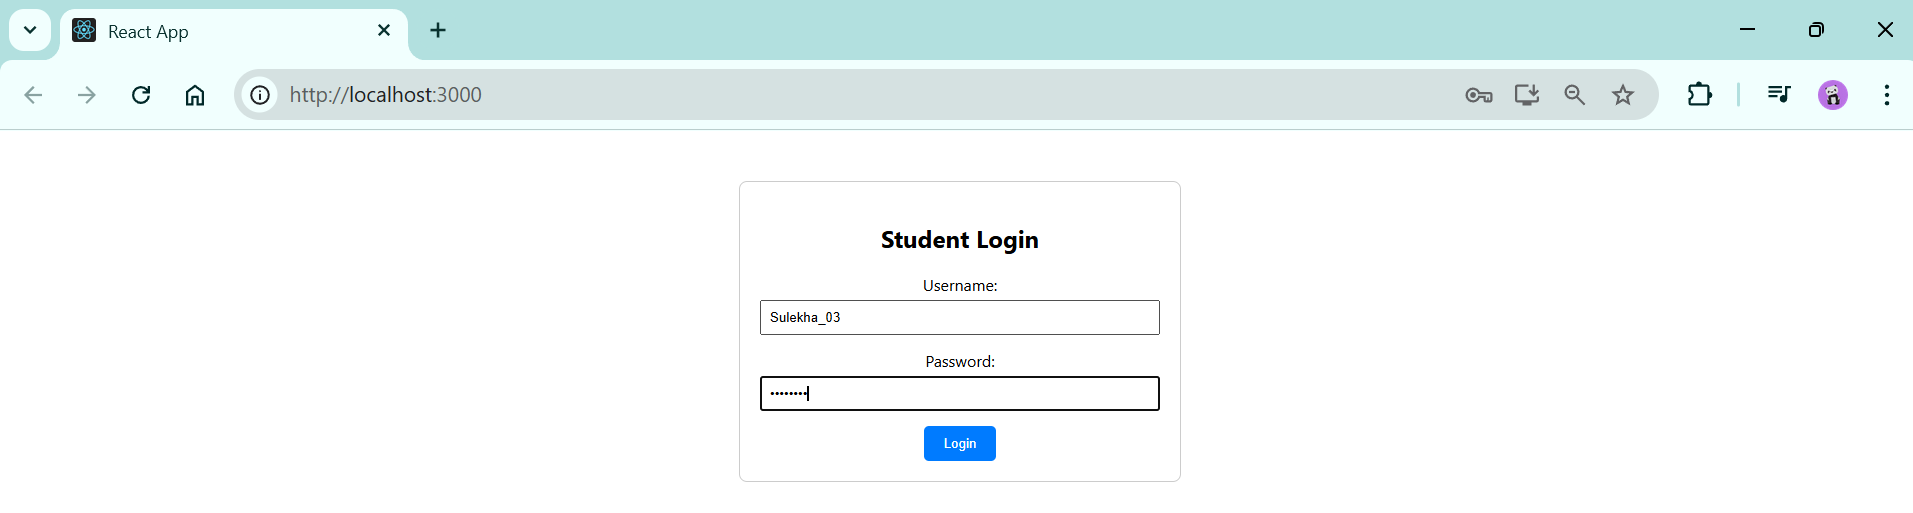 React App
http://localhost:3000
Student Login
Username:
Sulekha_03
Password:
••••••••
Login